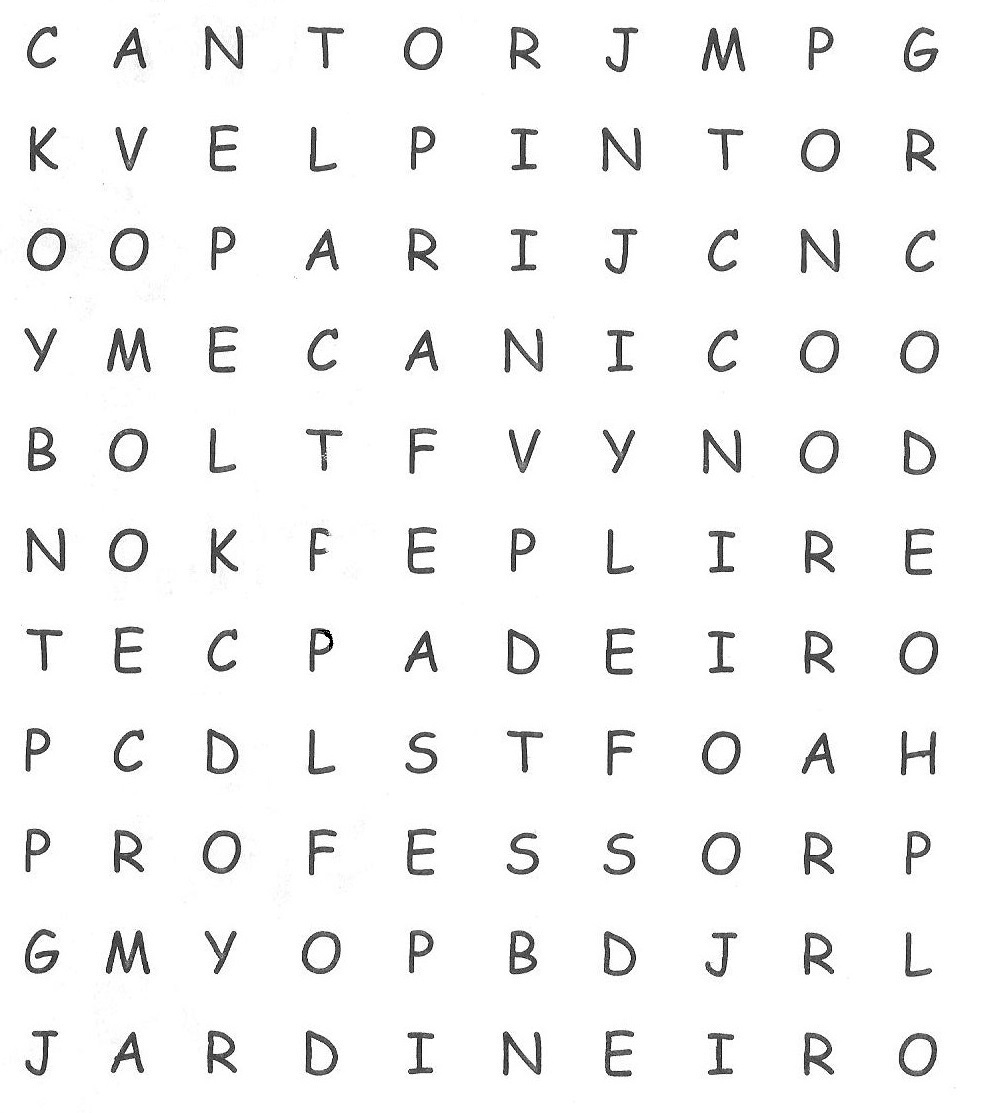 C A N T O R J M P G
K V E L P I N T O R
O O P A R I J C N C
Y M E C A N I C O O
B O L T F V Y N O D
N O K F E P L I R E
T E C P A D E I R O
P C D L S T F O A H
P R O F E S S O R P
G M Y O P B D J R L
J A R D I N E I R O